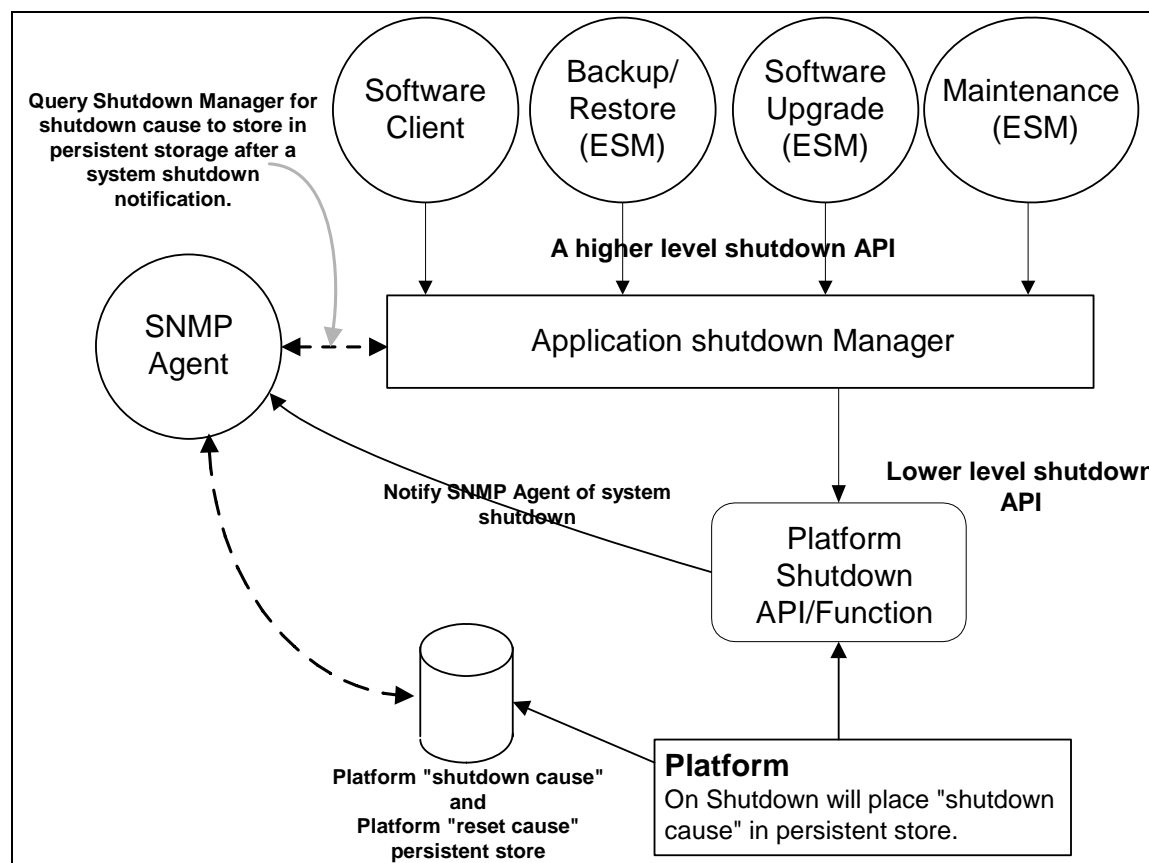 Software
Client
Backup/
Restore
(ESM)
Software
Upgrade
(ESM)
Maintenance
(ESM)
Query Shutdown Manager for
shutdown cause to store in
persistent storage after a
system shutdown
notification.
A higher level shutdown API
SNMP
Agent
Application shutdown Manager
Lower level shutdown
API
Notify SNMP Agent of system
shutdown
Platform
Shutdown
API/Function
Platform "shutdown cause"
and
Platform "reset cause"
persistent store
Platform
On Shutdown will place "shutdown
cause" in persistent store.